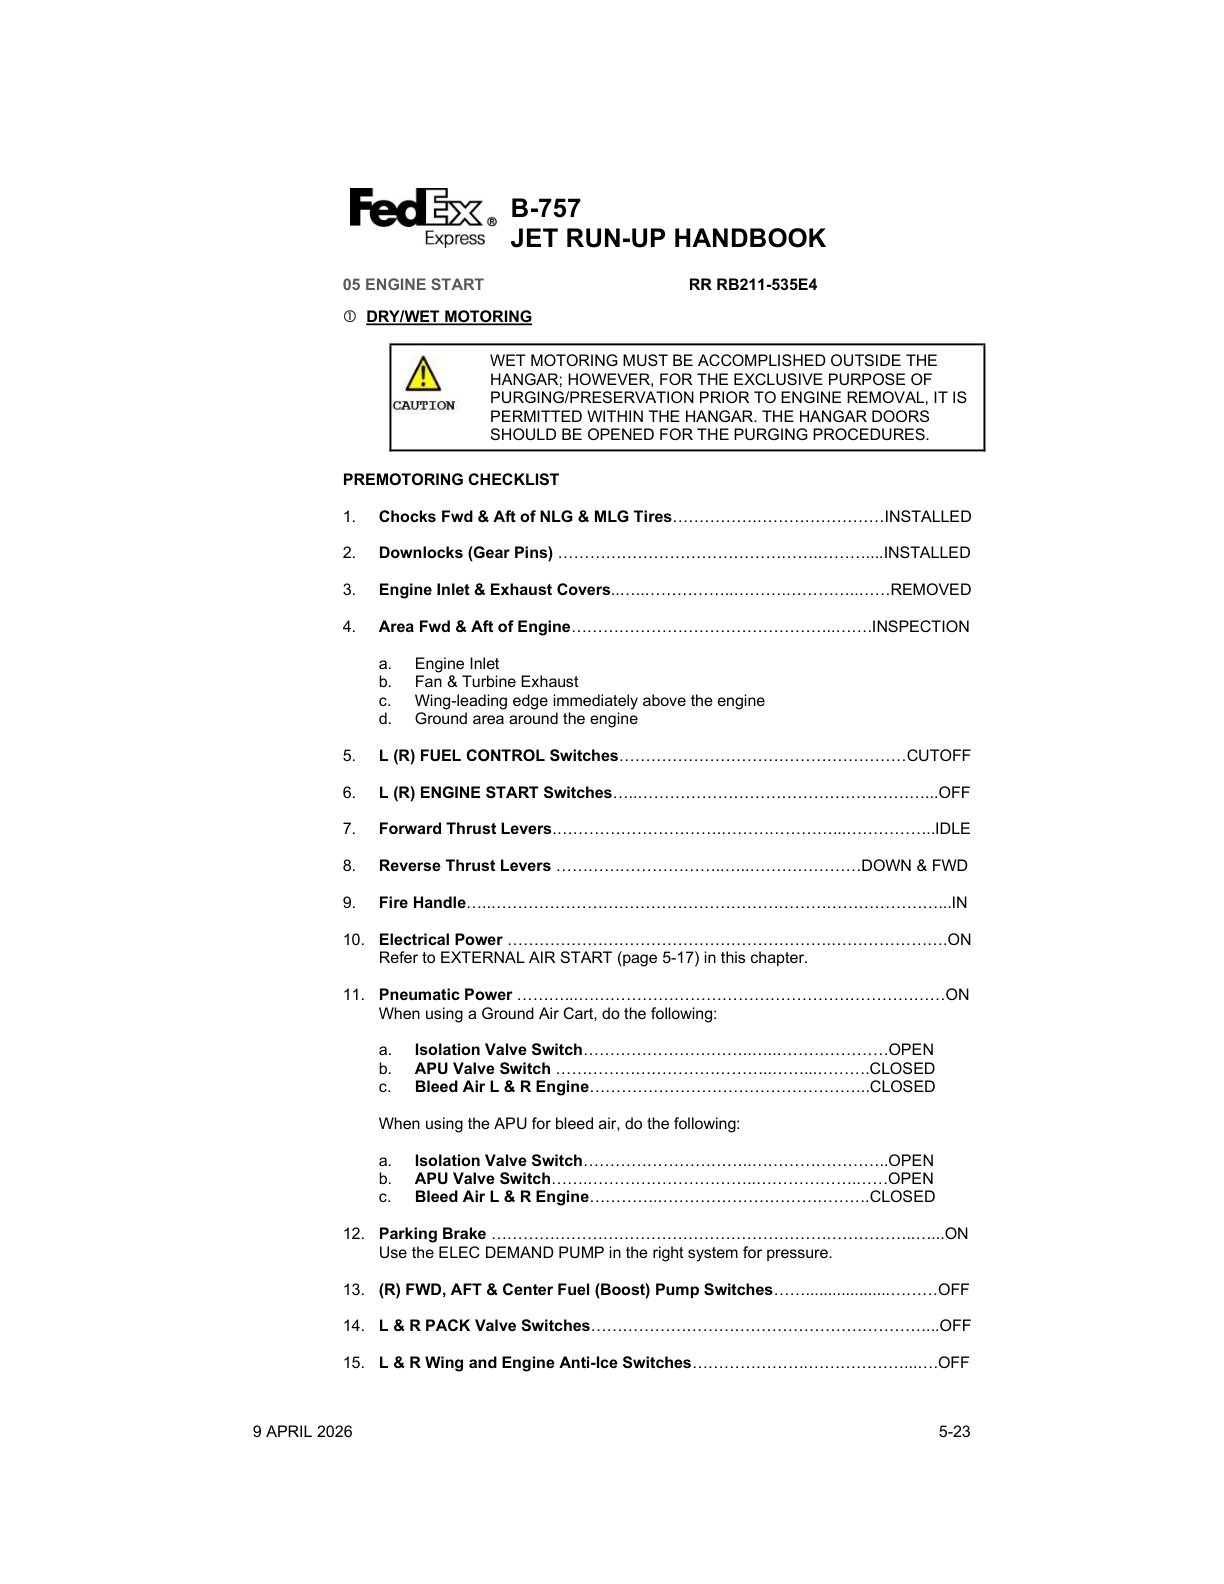 FedEx® B-757
Express JET RUN-UP HANDBOOK
05 ENGINE START RR RB211-535E4
① DRY/WET MOTORING
WET MOTORING MUST BE ACCOMPLISHED OUTSIDE THE
HANGAR; HOWEVER, FOR THE EXCLUSIVE PURPOSE OF
PURGING/PRESERVATION PRIOR TO ENGINE REMOVAL, IT IS
CAUTION
PERMITTED WITHIN THE HANGAR. THE HANGAR DOORS
SHOULD BE OPENED FOR THE PURGING PROCEDURES.
PREMOTORING CHECKLIST
1. Chocks Fwd & Aft of NLG & MLG Tires……………………………………INSTALLED
2. Downlocks (Gear Pins) ………………………………………………………....INSTALLED
3. Engine Inlet & Exhaust Covers...…..……………..……………………...……REMOVED
4. Area Fwd & Aft of Engine…………………………………………...……INSPECTION
a. Engine Inlet
b. Fan & Turbine Exhaust
c. Wing-leading edge immediately above the engine
d. Ground area around the engine
5. L (R) FUEL CONTROL Switches………………………………………………CUTOFF
6. L (R) ENGINE START Switches…..………………………………………………...OFF
7. Forward Thrust Levers………………………………………………..……………..IDLE
8. Reverse Thrust Levers …………………………..…..…………………DOWN & FWD
9. Fire Handle…..…………………………………………………………………………...IN
10. Electrical Power ……………………………………………………………………….ON
Refer to EXTERNAL AIR START (page 5-17) in this chapter.
11. Pneumatic Power ………...……………………………………………………………ON
When using a Ground Air Cart, do the following:
a. Isolation Valve Switch…………………………..…..…………………OPEN
b. APU Valve Switch …………………………………..……..……….CLOSED
c. Bleed Air L & R Engine……………………………………………..CLOSED
When using the APU for bleed air, do the following:
a. Isolation Valve Switch…………………………..……………………..OPEN
b. APU Valve Switch……………………………………………………OPEN
c. Bleed Air L & R Engine…………..………………………………….CLOSED
12. Parking Brake ……………………………………………………………………..…...ON
Use the ELEC DEMAND PUMP in the right system for pressure.
13. (R) FWD, AFT & Center Fuel (Boost) Pump Switches……...................………OFF
14. L & R PACK Valve Switches………………………………………………………...OFF
15. L & R Wing and Engine Anti-Ice Switches……………………………………...…OFF
9 APRIL 2026 5-23